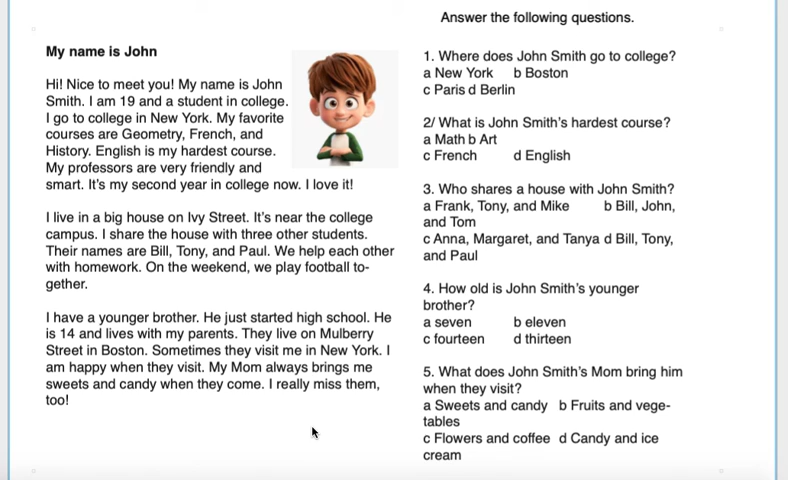 My name is John
Hi! Nice to meet you! My name is John
Smith. I am 19 and a student in college.
I go to college in New York. My favorite
courses are Geometry, French, and
History. English is my hardest course.
My professors are very friendly and
smart. It’s my second year in college now. I love it!
I live in a big house on Ivy Street. It’s near the college
campus. I share the house with three other students.
Their names are Bill, Tony, and Paul. We help each other
with homework. On the weekend, we play football to-
gether.
I have a younger brother. He just started high school. He
is 14 and lives with my parents. They live on Mulberry
Street in Boston. Sometimes they visit me in New York. I
am happy when they visit. My Mom always brings me
sweets and candy when they come. I really miss them,
too!
Answer the following questions.
1. Where does John Smith go to college?
a New York b Boston
c Paris d Berlin
2/ What is John Smith’s hardest course?
a Math b Art
c French d English
3. Who shares a house with John Smith?
a Frank, Tony, and Mike b Bill, John,
and Tom
c Anna, Margaret, and Tanya d Bill, Tony,
and Paul
4. How old is John Smith’s younger
brother?
a seven b eleven
c fourteen d thirteen
5. What does John Smith’s Mom bring him
when they visit?
a Sweets and candy b Fruits and vege-
tables
c Flowers and coffee d Candy and ice
cream